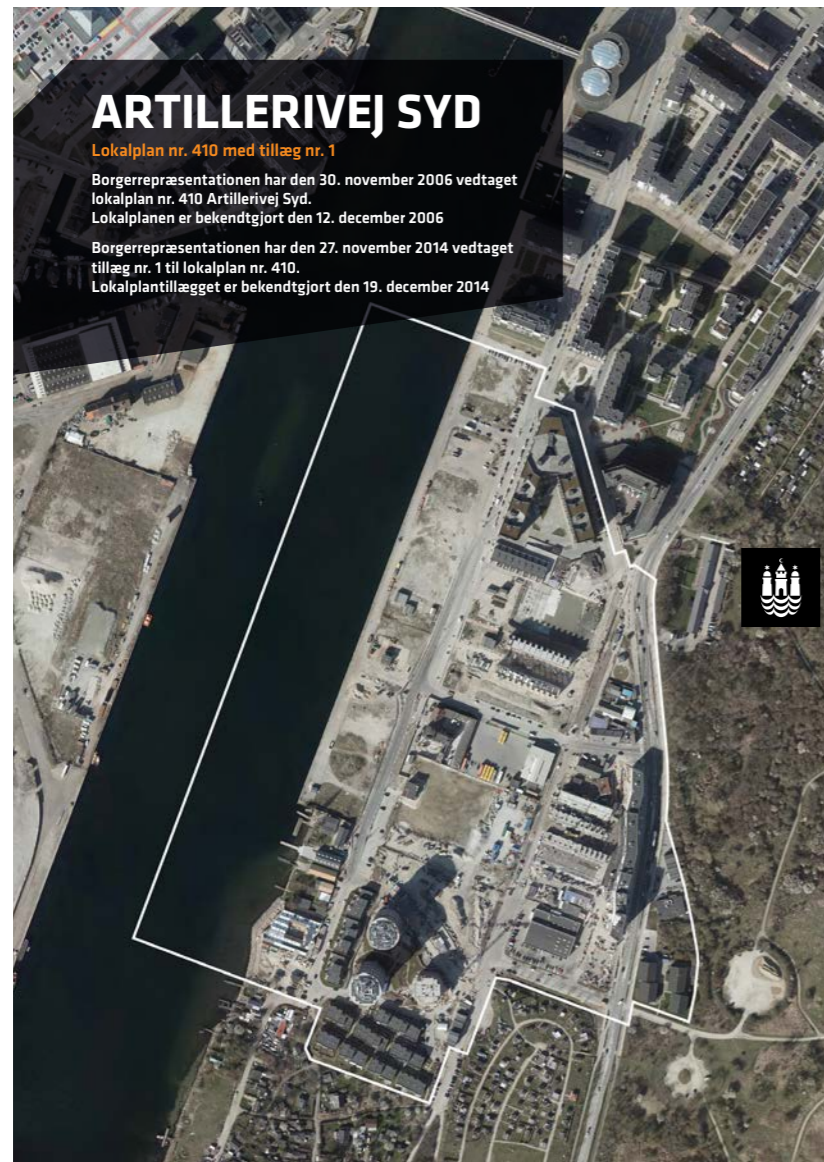 ARTILLERIVEJ SYD
Lokalplan nr. 410 med tillæg nr. 1
Borgerrepræsentationen har den 30. november 2006 vedtaget
lokalplan nr. 410 Artillerivej Syd.
Lokalplanen er bekendtgjort den 12. december 2006
Borgerrepræsentationen har den 27. november 2014 vedtaget
tillæg nr. 1 til lokalplan nr. 410.
Lokalplantillægget er bekendtgjort den 19. december 2014